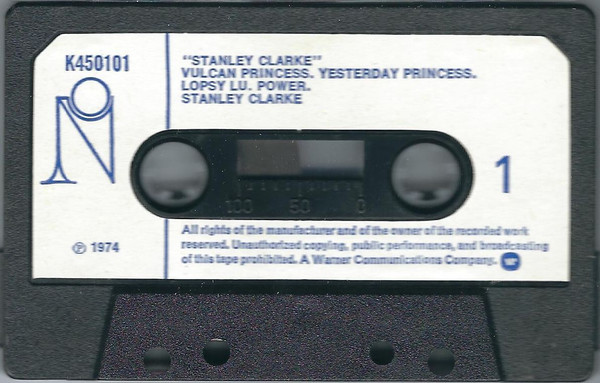 K450101
"STANLEY CLARKE"
VULCAN PRINCESS. YESTERDAY PRINCESS.
LOPSY LU. POWER.
STANLEY CLARKE
N
1
100 50 0
℗ 1974
All rights of the manufacturer and of the owner of the recorded work
reserved. Unauthorized copying, public performance, and broadcasting
of this tape prohibited. A Warner Communications Company.